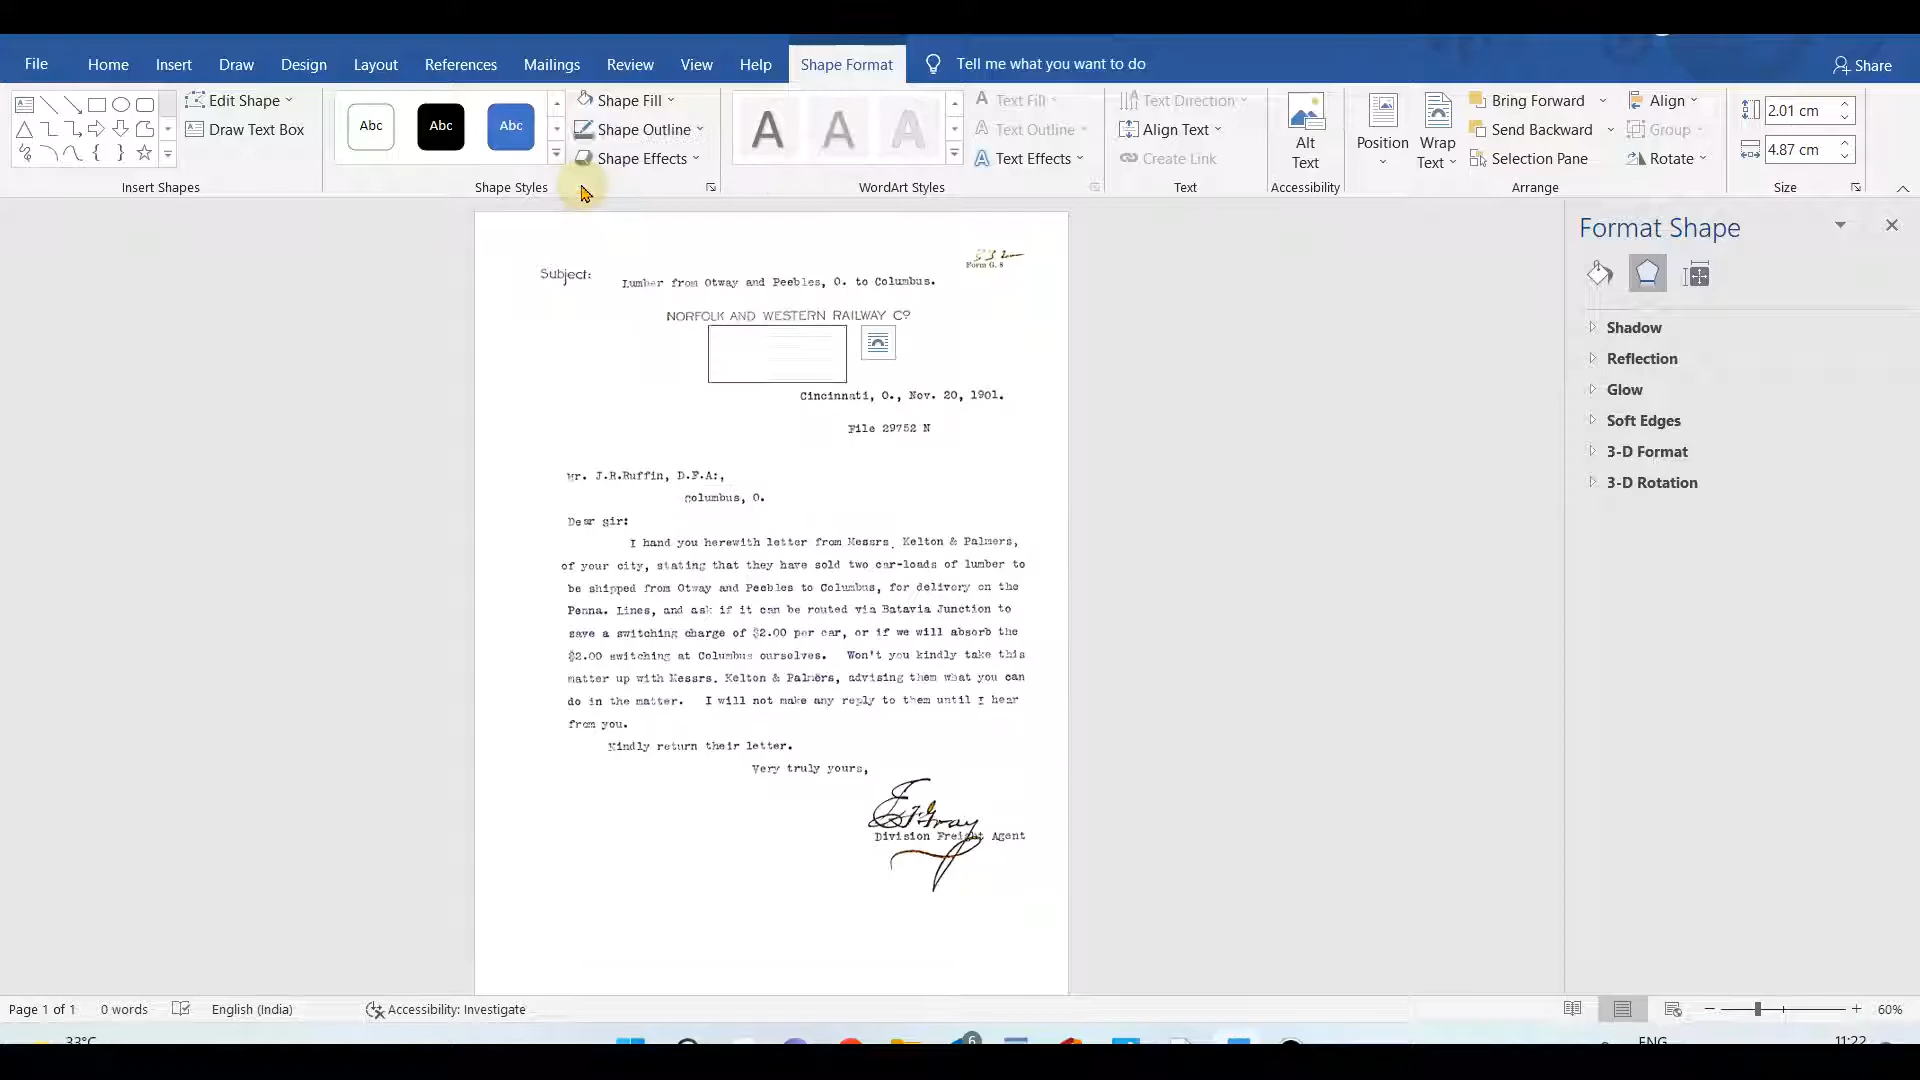 File Home Insert Draw Design Layout References Mailings Review View Help Shape Format Tell me what you want to do Share
Edit Shape
Draw Text Box
Insert Shapes
Abc Abc Abc
Shape Fill
Shape Outline
Shape Effects
Shape Styles
A A A
Text Fill
Text Outline
Text Effects
WordArt Styles
Text Direction
Align Text
Create Link
Text
Alt Text
Accessibility
Position
Wrap Text
Bring Forward
Send Backward
Selection Pane
Align
Group
Rotate
Arrange
2.01 cm
4.87 cm
Size
Form G. 8
Subject:
Lumber from Otway and Peebles, O. to Columbus.
NORFOLK AND WESTERN RAILWAY Cº
Cincinnati, O., Nov. 20, 1901.
File 29752 N
Mr. J.R.Ruffin, D.F.A:,
Columbus, O.
Dear sir:
I hand you herewith letter from Messrs. Kelton & Palmers,
of your city, stating that they have sold two car-loads of lumber to
be shipped from Otway and Peebles to Columbus, for delivery on the
Penna. Lines, and ask if it can be routed via Batavia Junction to
save a switching charge of $2.00 per car, or if we will absorb the
$2.00 switching at Columbus ourselves. Won't you kindly take this
matter up with Messrs. Kelton & Palmers, advising them what you can
do in the matter. I will not make any reply to them until I hear
from you.
Kindly return their letter.
Very truly yours,
Division Freight Agent
Format Shape
Shadow
Reflection
Glow
Soft Edges
3-D Format
3-D Rotation
Page 1 of 1 0 words English (India) Accessibility: Investigate 60%
33°C 6 ENG 11:22